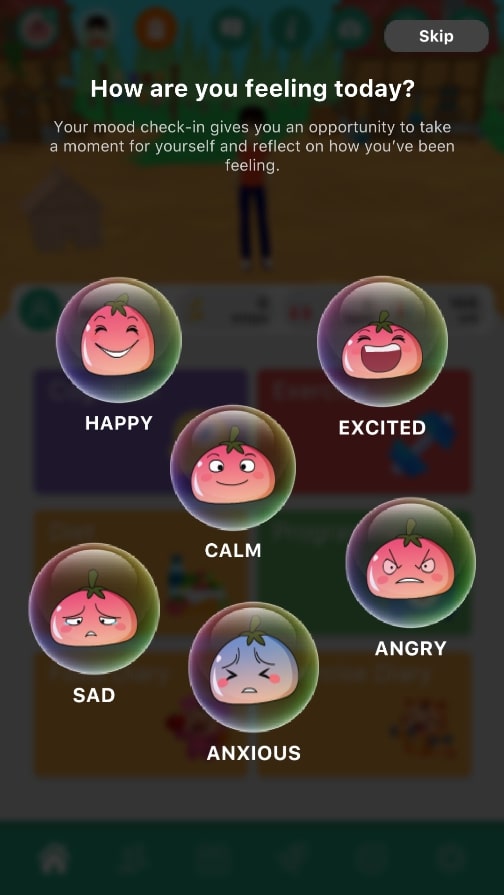 Skip
How are you feeling today?
Your mood check-in gives you an opportunity to take
a moment for yourself and reflect on how you've been
feeling.
HAPPY
EXCITED
CALM
ANGRY
SAD
ANXIOUS